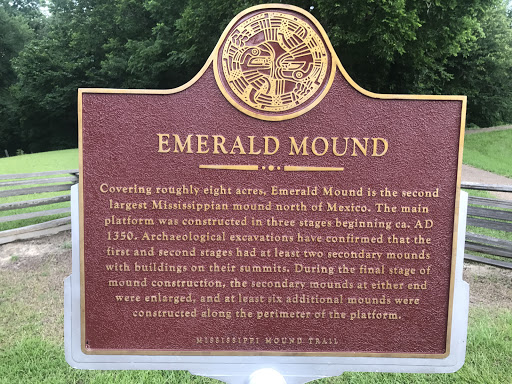 EMERALD MOUND
Covering roughly eight acres, Emerald Mound is the second
largest Mississippian mound north of Mexico. The main
platform was constructed in three stages beginning ca. AD
1350. Archaeological excavations have confirmed that the
first and second stages had at least two secondary mounds
with buildings on their summits. During the final stage of
mound construction, the secondary mounds at either end
were enlarged, and at least six additional mounds were
constructed along the perimeter of the platform.
MISSISSIPPI MOUND TRAIL